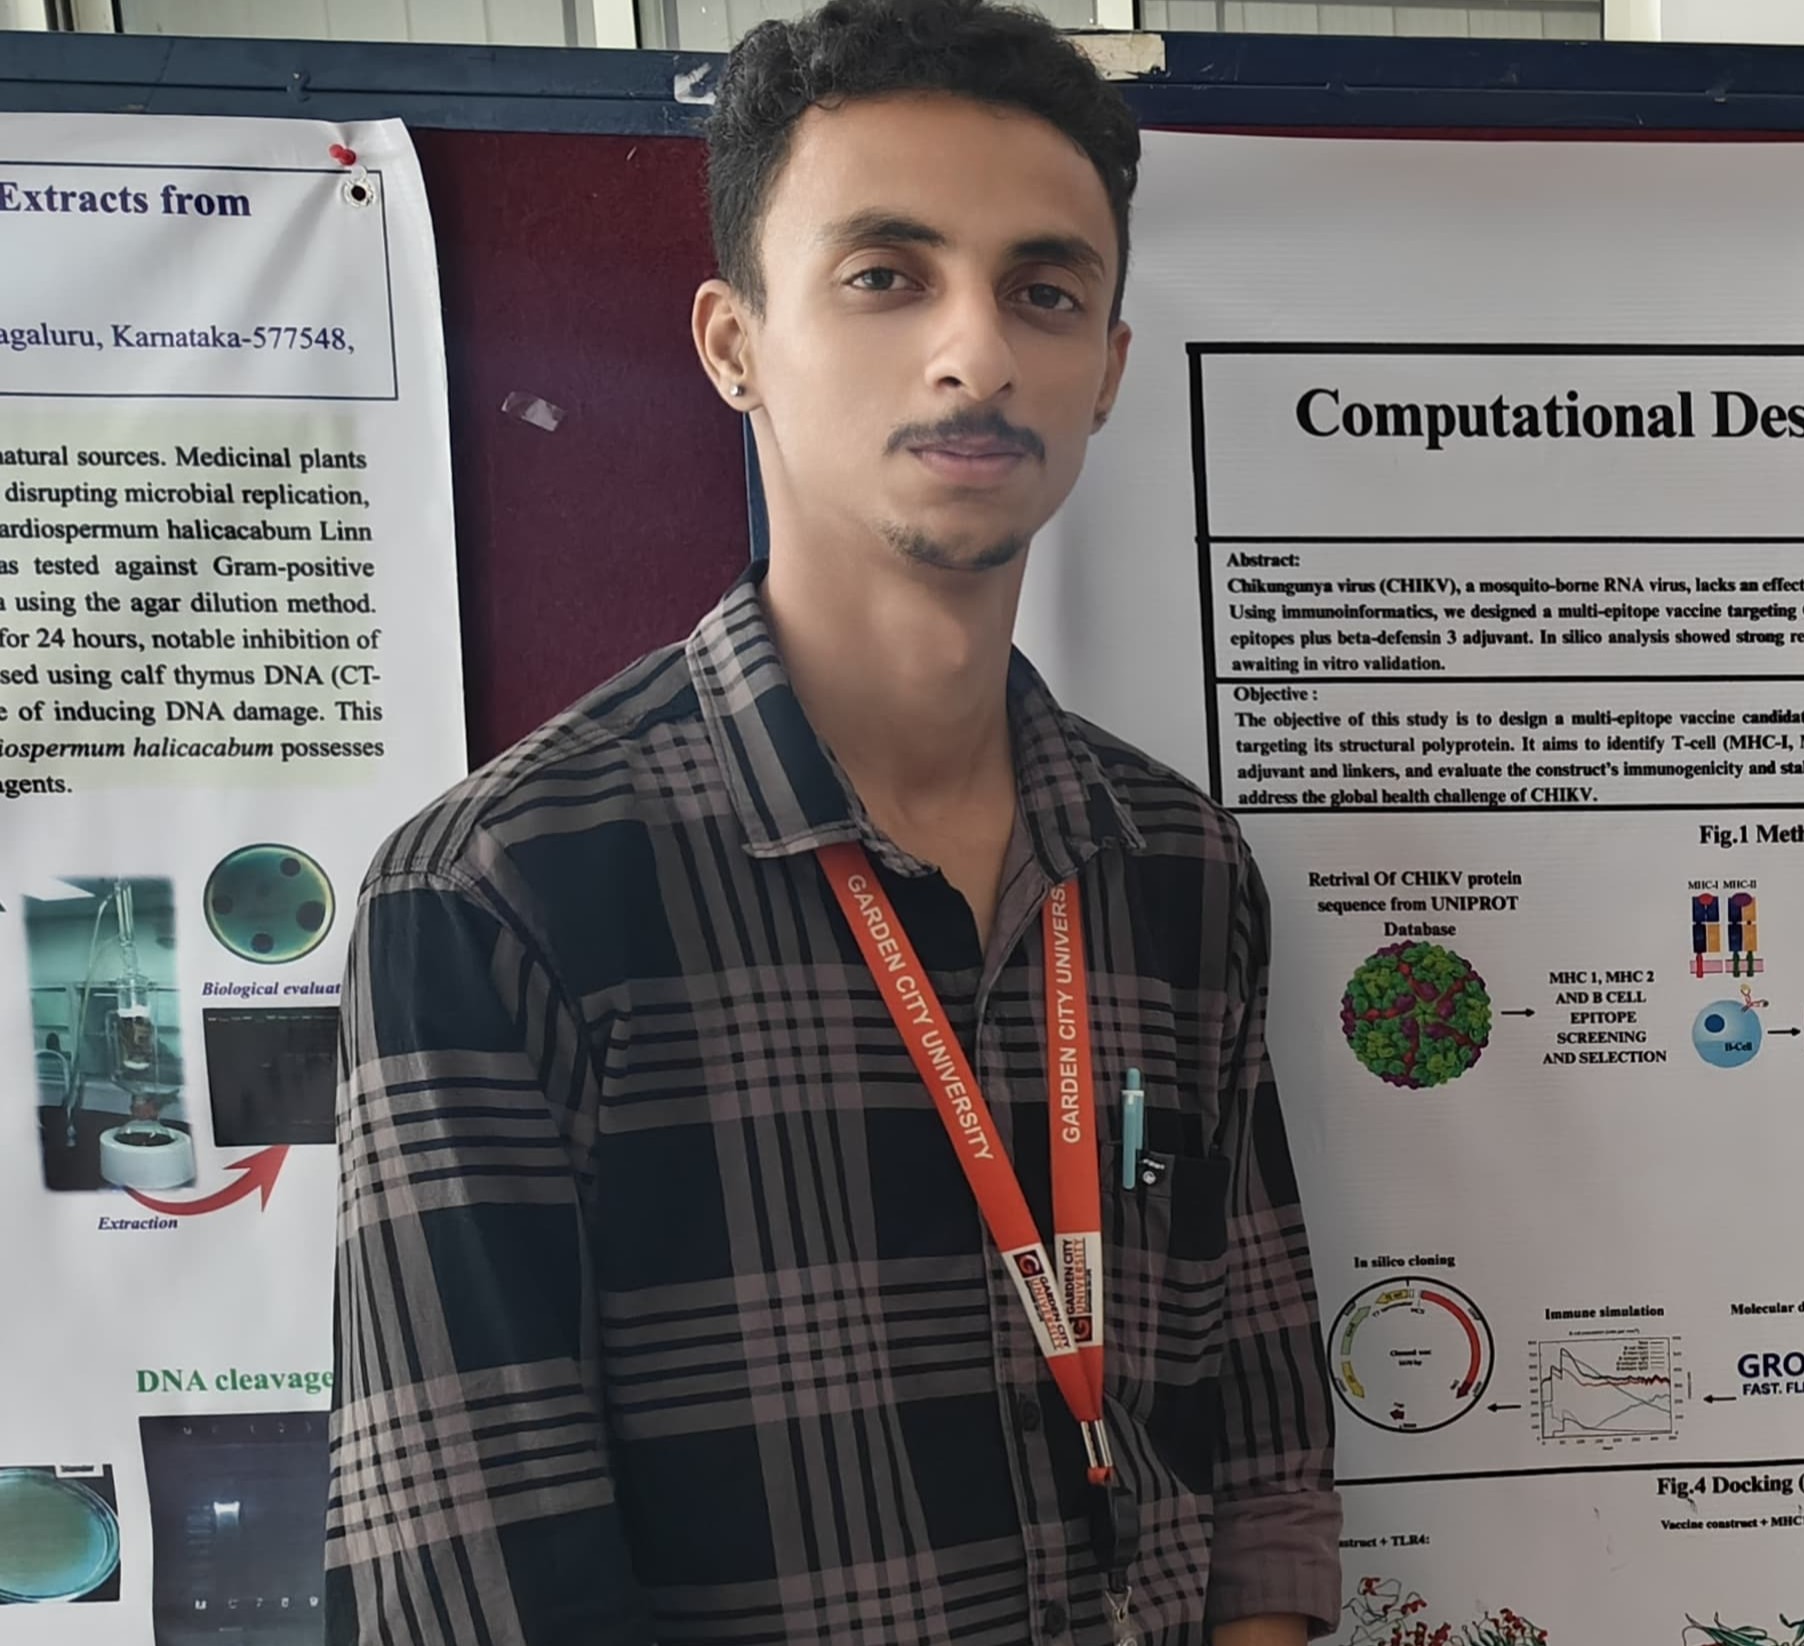 Extracts from
agaluru, Karnataka-577548,
natural sources. Medicinal plants
disrupting microbial replication,
ardiospermum halicacabum Linn
as tested against Gram-positive
using the agar dilution method.
for 24 hours, notable inhibition of
sed using calf thymus DNA (CT-
e of inducing DNA damage. This
iospermum halicacabum possesses
agents.
Biological evaluat
Extraction
DNA cleavage
GARDEN CITY UNIVERSITY
GARDEN CITY UNIVERS
GARDEN CITY
UNIVERSITY
GARDEN CITY
UNIVERSITY
Computational Des
Abstract:
Chikungunya virus (CHIKV), a mosquito-borne RNA virus, lacks an effect
Using immunoinformatics, we designed a multi-epitope vaccine targeting
epitopes plus beta-defensin 3 adjuvant. In silico analysis showed strong re
awaiting in vitro validation.
Objective :
The objective of this study is to design a multi-epitope vaccine candidat
targeting its structural polyprotein. It aims to identify T-cell (MHC-I,
adjuvant and linkers, and evaluate the construct's immunogenicity and sta
address the global health challenge of CHIKV.
Fig.1 Meth
Retrival Of CHIKV protein
sequence from UNIPROT
Database
MHC 1, MHC 2
AND B CELL
EPITOPE
SCREENING
AND SELECTION
MHC-I MHC-II
B-Cell
In silico cloning
Immune simulation
Molecular d
GRO
FAST. FL
Fig.4 Docking (
Vaccine construct + MHC
nstruct + TLR4: